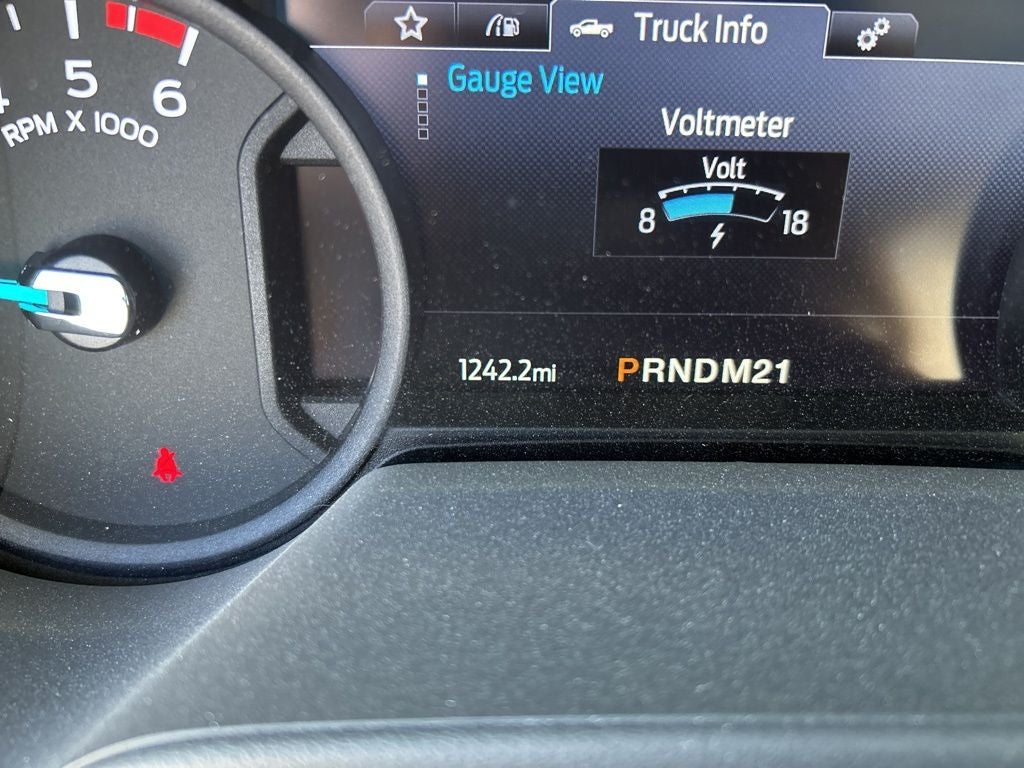 Truck Info
Gauge View
5
6
RPM X 1000
Voltmeter
Volt
8
18
1242.2mi
PRNDM21